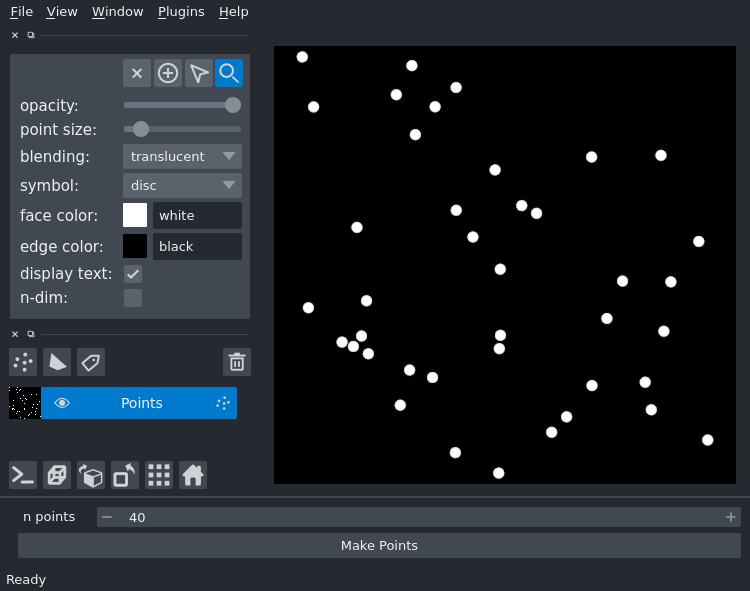 File View Window Plugins Help
opacity:
point size:
blending: translucent
symbol: disc
face color: white
edge color: black
display text:
n-dim:
Points
n points 40
Make Points
Ready